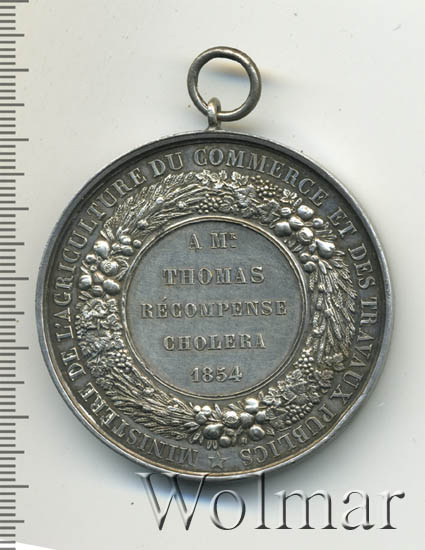 MINISTERE DE L'AGRICULTURE DU COMMERCE ET DES TRAVAUX PUBLICS
A Mr.
THOMAS
RÉCOMPENSE
CHOLERA
1854
Wolmar